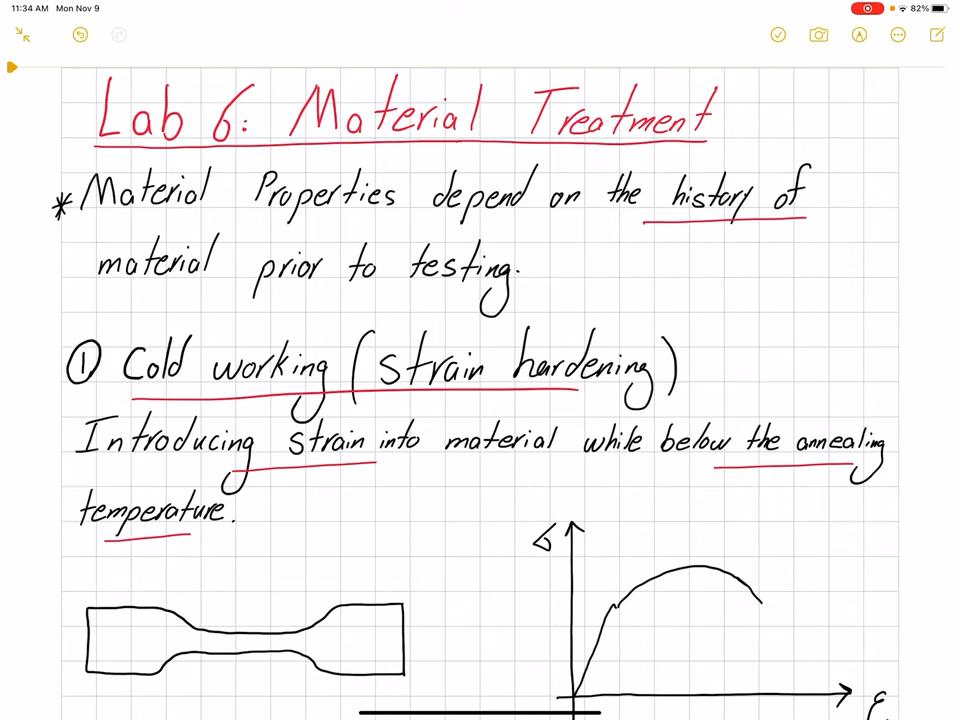 11:34 AM Mon Nov 9 82%
Lab 6: Material Treatment
* Material Properties depend on the history of
material prior to testing.
① Cold working (strain hardening)
Introducing strain into material while below the annealing
temperature.
σ
ε